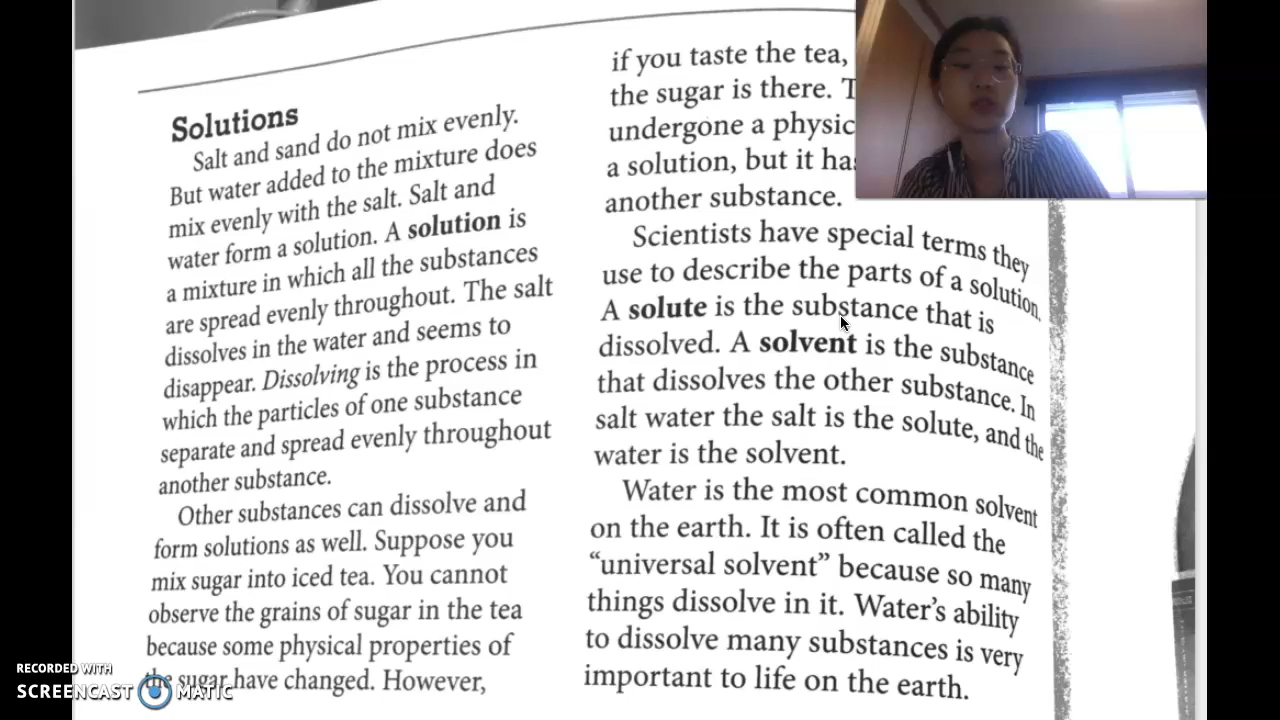 Solutions
Salt and sand do not mix evenly.
But water added to the mixture does
mix evenly with the salt. Salt and
water form a solution. A solution is
a mixture in which all the substances
are spread evenly throughout. The salt
dissolves in the water and seems to
disappear. Dissolving is the process in
which the particles of one substance
separate and spread evenly throughout
another substance.
Other substances can dissolve and
form solutions as well. Suppose you
mix sugar into iced tea. You cannot
observe the grains of sugar in the tea
because some physical properties of
the sugar have changed. However,
if you taste the tea,
the sugar is there.
undergone a physic
a solution, but it has
another substance.
Scientists have special terms they
use to describe the parts of a solution.
A solute is the substance that is
dissolved. A solvent is the substance
that dissolves the other substance. In
salt water the salt is the solute, and the
water is the solvent.
Water is the most common solvent
on the earth. It is often called the
“universal solvent” because so many
things dissolve in it. Water’s ability
to dissolve many substances is very
important to life on the earth.
RECORDED WITH
SCREENCAST MATIC